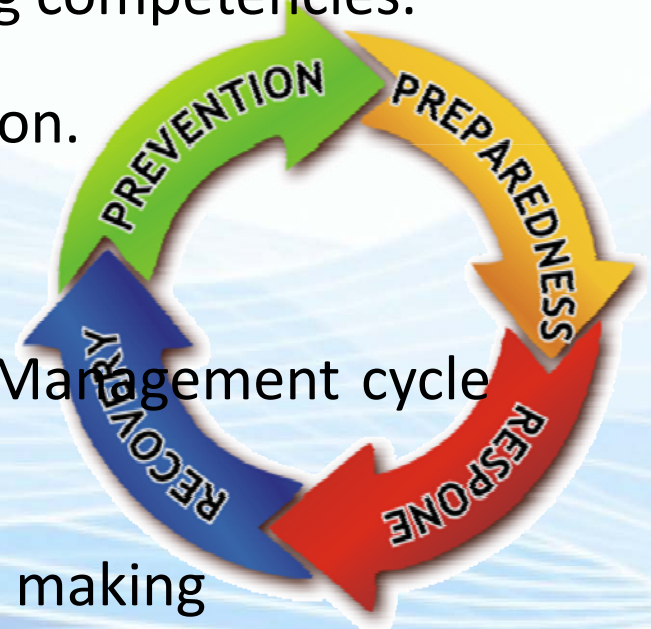 g competencies.
PREVENTION
PREPAREDNESS
on.
Management cycle
RECOVERY
RESPONE
making